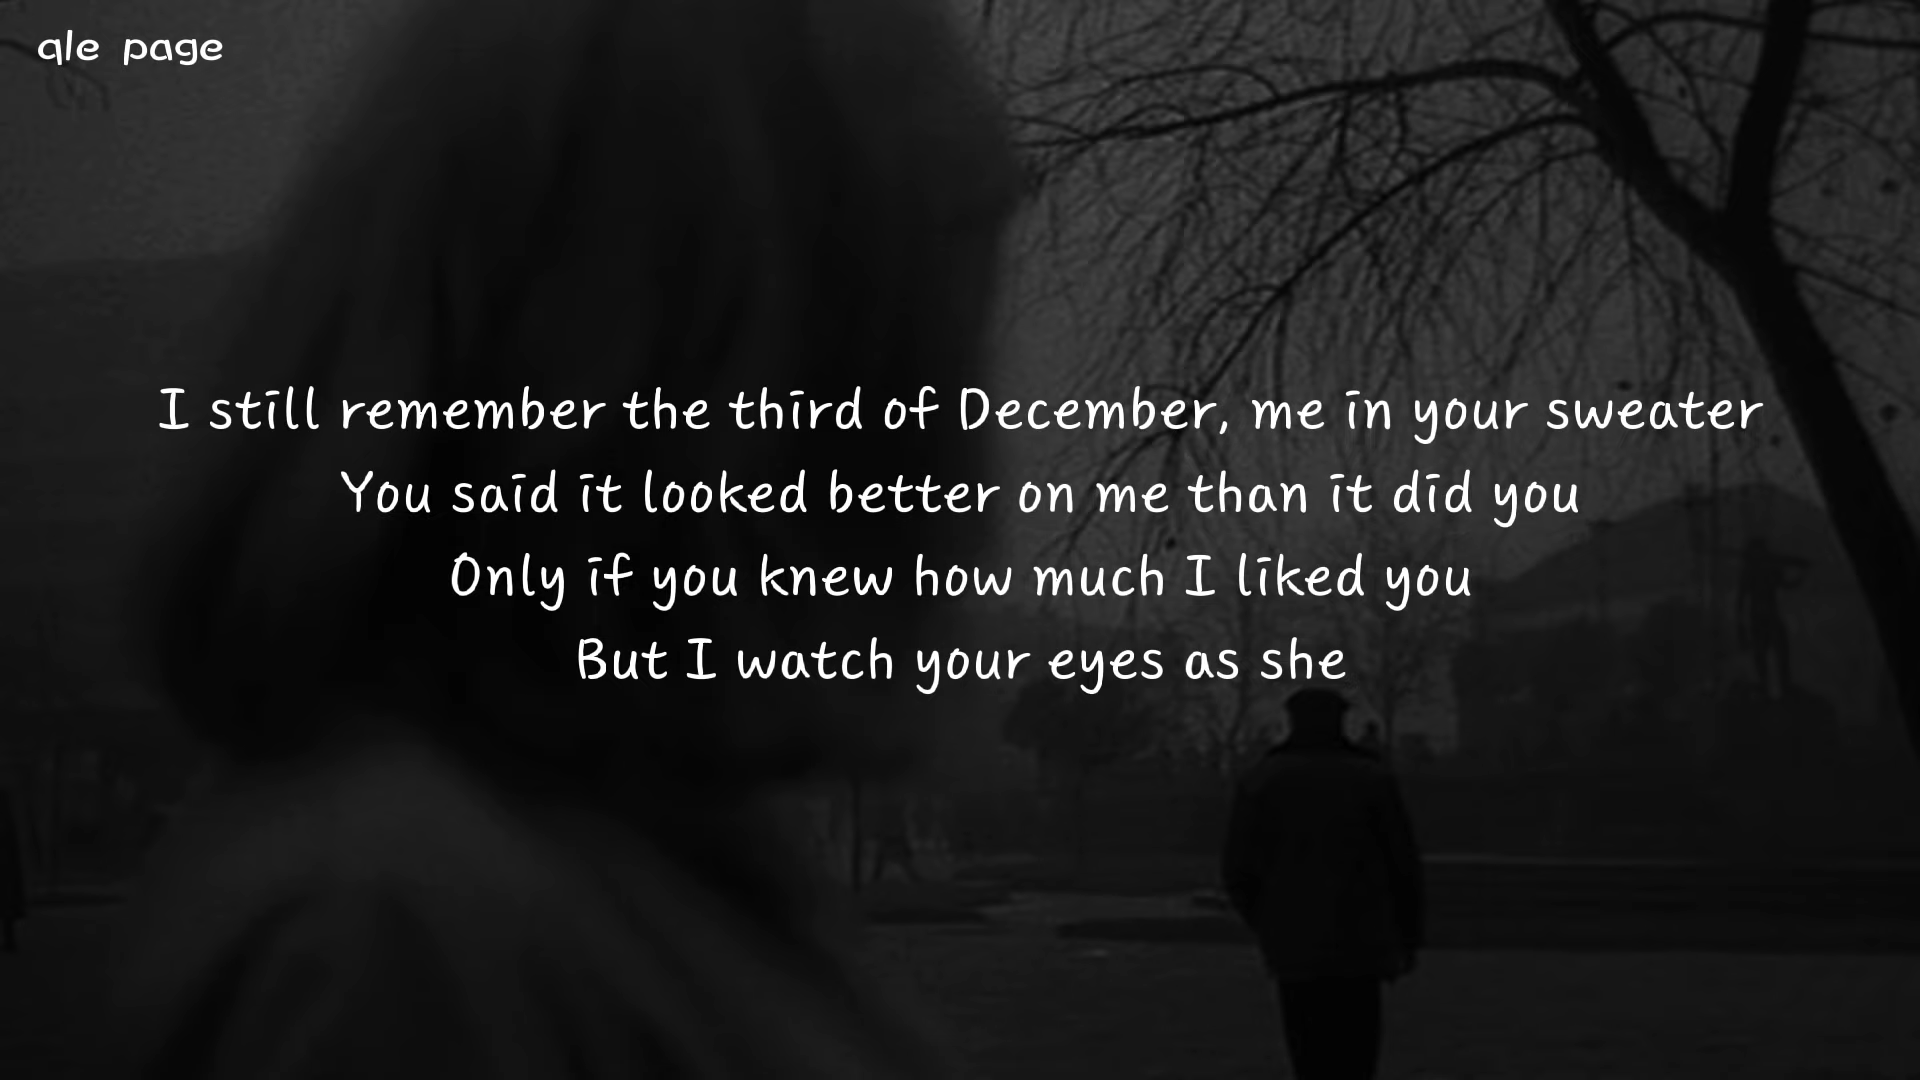 qle page
I still remember the third of December, me in your sweater
You said it looked better on me than it did you
Only if you knew how much I liked you
But I watch your eyes as she